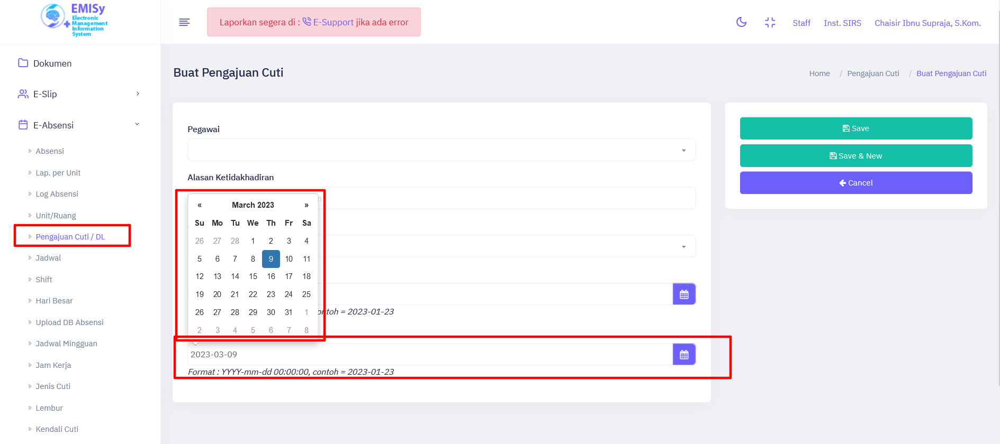 EMISy
Electronic
Management
Information
System
Laporkan segera di : E-Support jika ada error
Staff
Inst. SIRS
Chaisir Ibnu Supraja, S.Kom.
Dokumen
E-Slip
E-Absensi
Absensi
Lap. per Unit
Log Absensi
Unit/Ruang
Pengajuan Cuti / DL
Jadwal
Shift
Hari Besar
Upload DB Absensi
Jadwal Mingguan
Jam Kerja
Jenis Cuti
Lembur
Kendali Cuti
Buat Pengajuan Cuti
Home / Pengajuan Cuti / Buat Pengajuan Cuti
Pegawai
Alasan Ketidakhadiran
« March 2023 »
Su Mo Tu We Th Fr Sa
26 27 28 1 2 3 4
5 6 7 8 9 10 11
12 13 14 15 16 17 18
19 20 21 22 23 24 25
26 27 28 29 30 31 1
2 3 4 5 6 7 8
ontoh = 2023-01-23
2023-03-09
Format : YYYY-mm-dd 00:00:00, contoh = 2023-01-23
Save
Save & New
Cancel